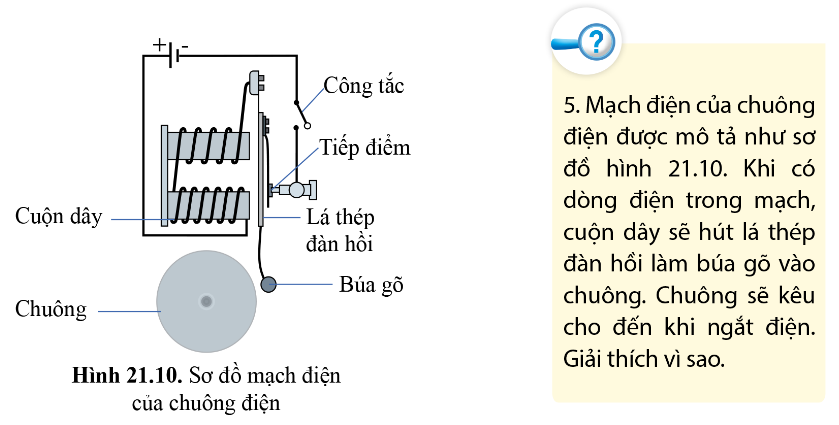 + -
Công tắc
Tiếp điểm
Cuộn dây
Lá thép
đàn hồi
Búa gõ
Chuông
Hình 21.10. Sơ đồ mạch điện
của chuông điện
?
5. Mạch điện của chuông
điện được mô tả như sơ
đồ hình 21.10. Khi có
dòng điện trong mạch,
cuộn dây sẽ hút lá thép
đàn hồi làm búa gõ vào
chuông. Chuông sẽ kêu
cho đến khi ngắt điện.
Giải thích vì sao.